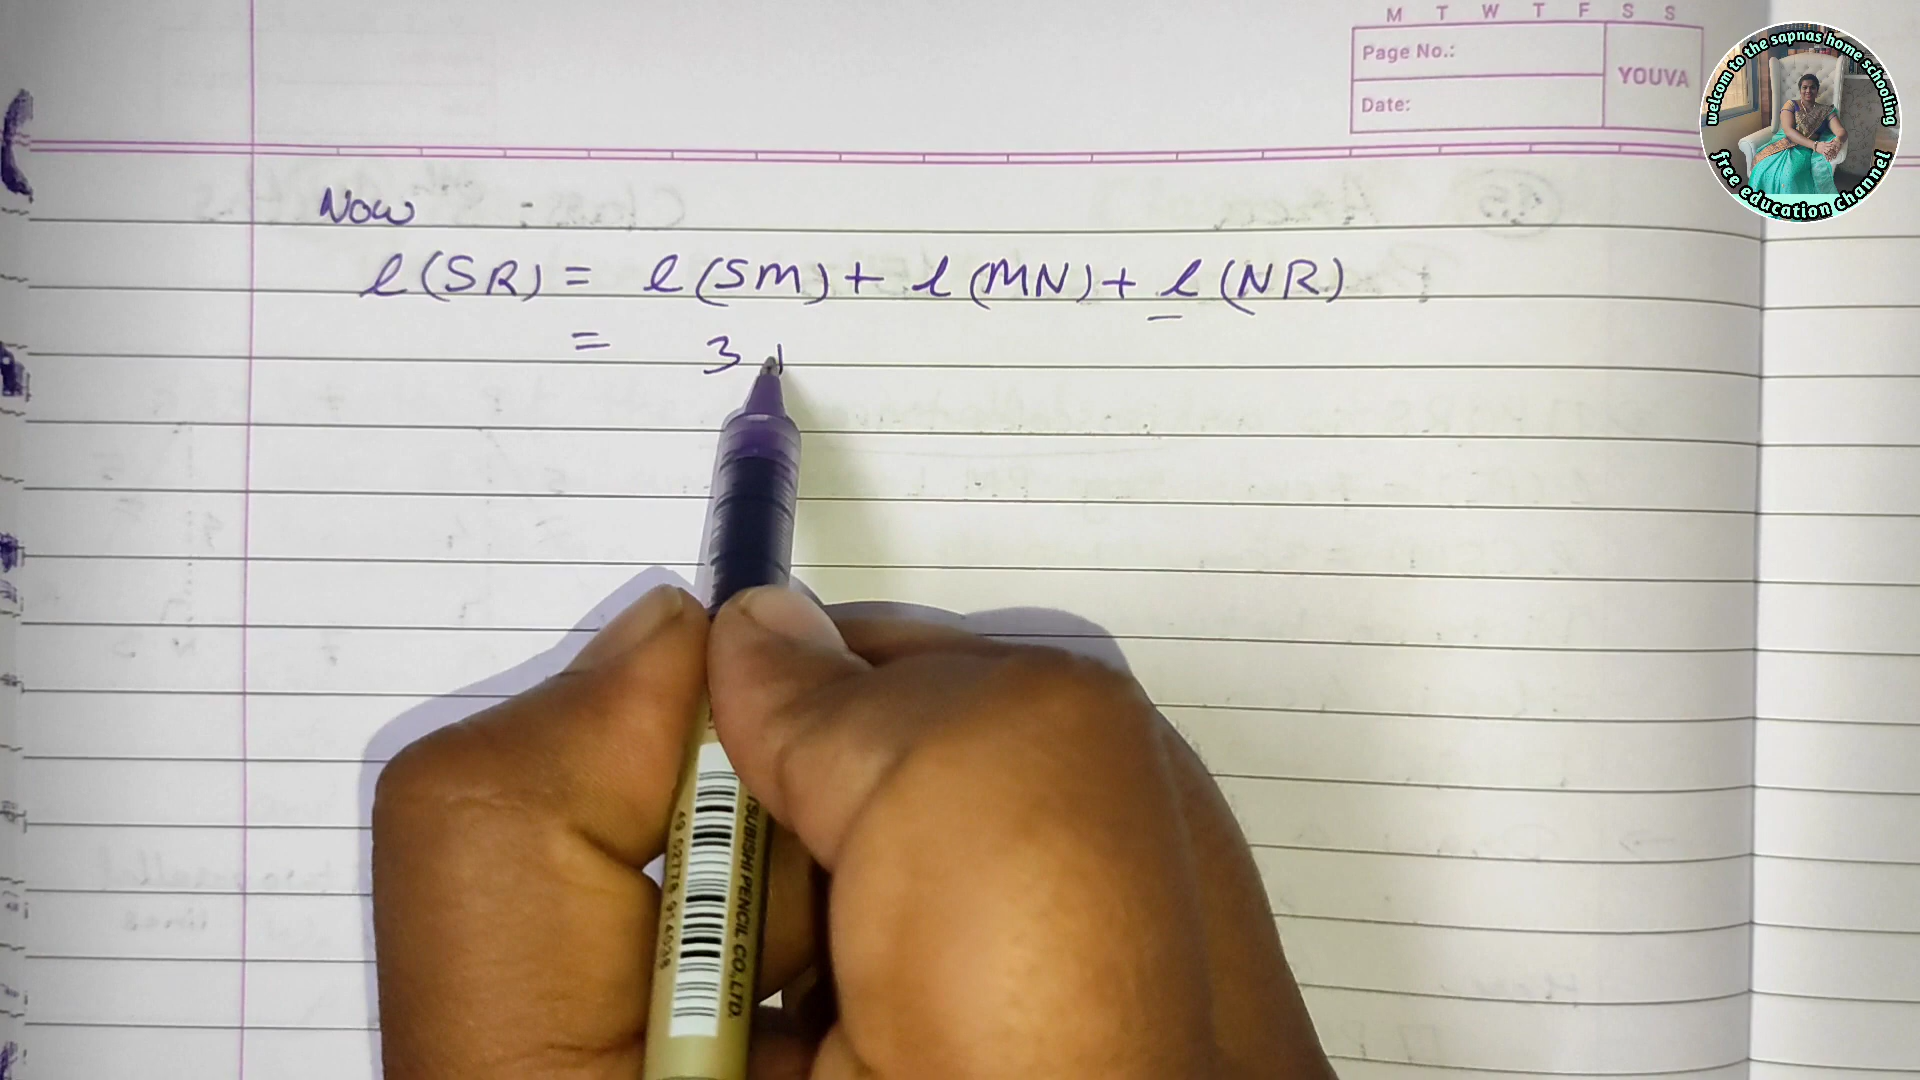 M T W T F S S
Page No.:
YOUVA
Date:
welcom to the sapnas home schooling
free education channel
Now
l(SR) = l(SM) + l(MN) + l(NR)
= 3
TSUBISHI PENCIL CO.,LTD.